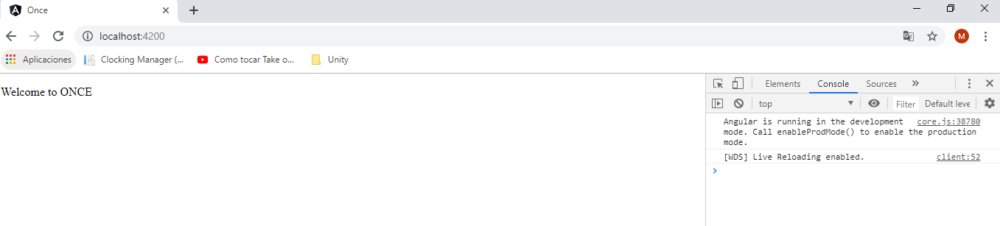 Once
localhost:4200
M
Aplicaciones
Clocking Manager (...
Como tocar Take o...
Unity
Welcome to ONCE
Elements
Console
Sources
top
Filter
Default leve
Angular is running in the development core.js:38780
mode. Call enableProdMode() to enable the production
mode.
[WDS] Live Reloading enabled. client:52